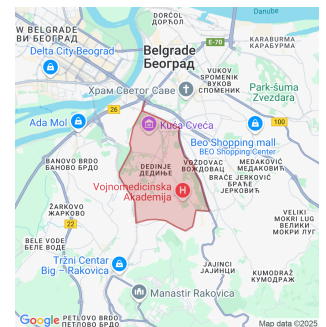 DORĆOL
ДОРЋОЛ
Danube
W BELGRADE
ВИ БЕОГРАД
E-70
KARABURMA
КАРАБУРМА
Delta City Beograd
Belgrade
Београд
VUKOV
SPOMENIK
ВУКОВ
СПОМЕНИК
Park-šuma
Zvezdara
Храм Светог Саве
26
Ada Mol
Kuća Cveća
100
Beo Shopping mall
BEO Shopping Center
BANOVO BRDO
БАНОВО БРДО
DEDINJE
ДЕДИЊЕ
VOŽDOVAC
ВОЖДОВАЦ
MEDAKOVIĆ
МЕДАКОВИЋ
BRAĆE JERKOVIĆ
БРАЋЕ
ЈЕРКОВИЋ
Vojnomedicinska
Akademija
H
ŽARKOVO
ЖАРКОВО
VELIKI
MOKRI LUG
ВЕЛИКИ
МОКРИ ЛУГ
BELE VODE
БЕЛЕ ВОДЕ
Tržni Centar
Big – Rakovica
JAJINCI
ЈАЈИНЦИ
KUMODRAŽ
КУМОДРАЖ
Manastir Rakovica
PETLOVO BRDO
ПЕТЛОВО БРДО
Google
Map data ©2025